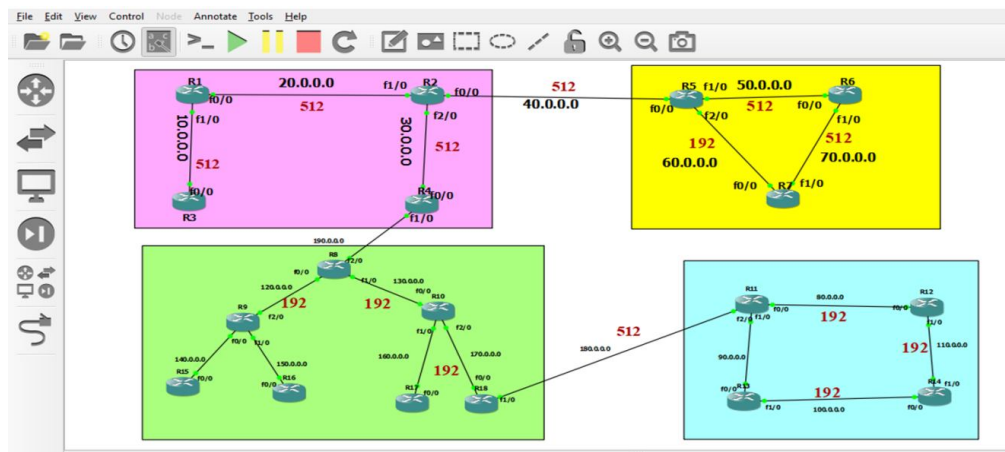 File Edit View Control Node Annotate Tools Help
R1 20.0.0.0 f1/0 R2
f0/0 512 f0/0
f1/0 f2/0
10.0.0.0 30.0.0.0
512 512
f0/0 R4 f0/0
R3 f1/0
512
40.0.0.0
R5 f1/0 50.0.0.0 R6
f0/0 512 f0/0
f2/0 f1/0
192 512
60.0.0.0 70.0.0.0
f0/0 R7 f1/0
190.0.0.0
R8
f2/0
f0/0 f1/0
120.0.0.0 130.0.0.0
192 192
R9 f0/0 R10
f2/0 f1/0 f2/0
f0/0 f1/0
140.0.0.0 150.0.0.0 160.0.0.0 170.0.0.0
192
R15 f0/0 f0/0 R16 R17 f0/0 f0/0 R18
f1/0
512
180.0.0.0
R11 80.0.0.0 R12
f0/0 f0/0
f2/0 f1/0 192 f1/0
90.0.0.0 192 110.0.0.0
f0/0 R13 192 R14 f1/0
f1/0 100.0.0.0 f0/0